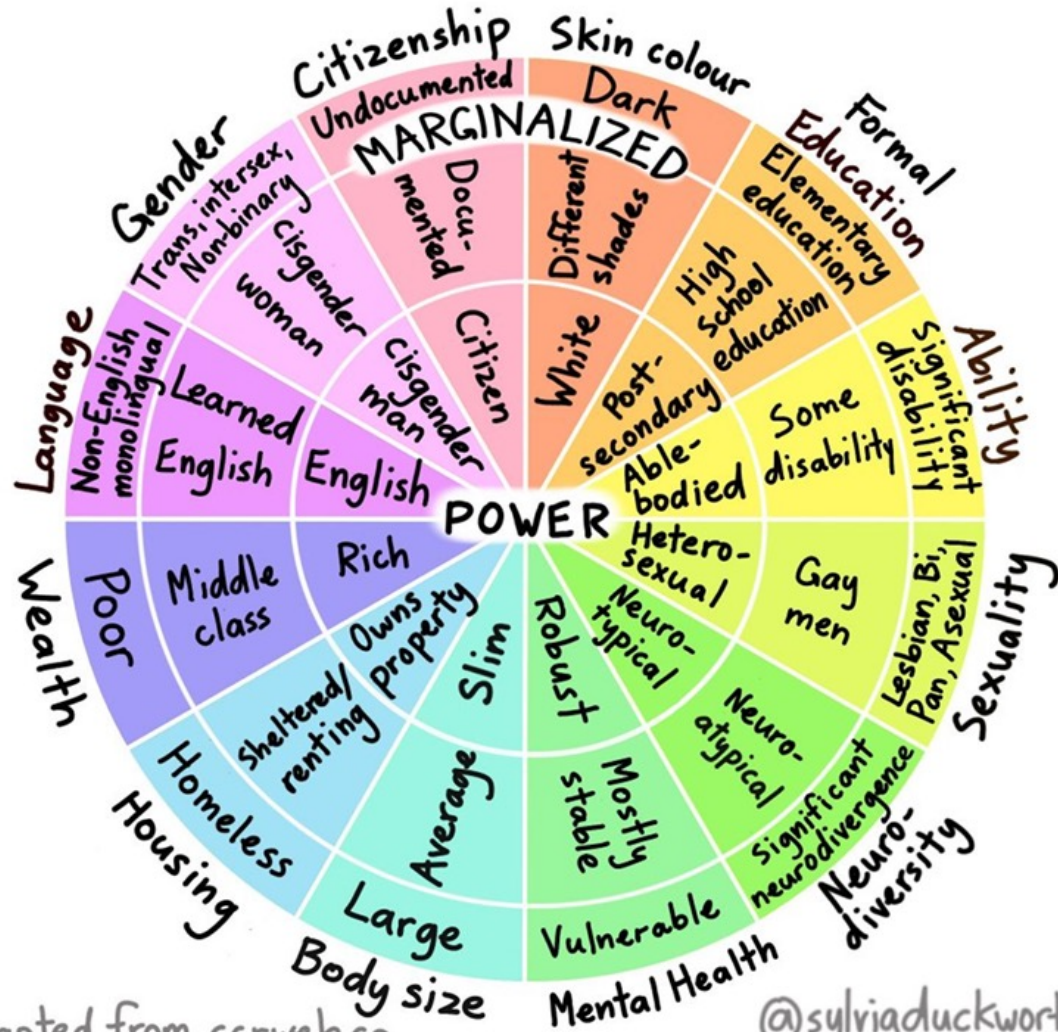 Citizenship
Undocumented
Docu-
mented
Citizen
Skin colour
Dark
Different
shades
White
Formal
Education
Elementary
education
High
school
education
Post-
secondary
Ability
Significant
disability
Some
disability
Able-
bodied
Sexuality
Lesbian, Bi,
Pan, Asexual
Gay
men
Hetero-
sexual
Neuro-
diversity
Significant
neurodivergence
Neuro-
atypical
Neuro-
typical
Mental Health
Vulnerable
Mostly
stable
Robust
Body size
Large
Average
Slim
Housing
Homeless
Sheltered/
renting
Owns
property
Wealth
Poor
Middle
class
Rich
Language
Non-English
monolingual
Learned
English
English
Gender
Trans, intersex,
Non-binary
cisgender
woman
cisgender
man
MARGINALIZED
POWER
from
@sylviaduckwort